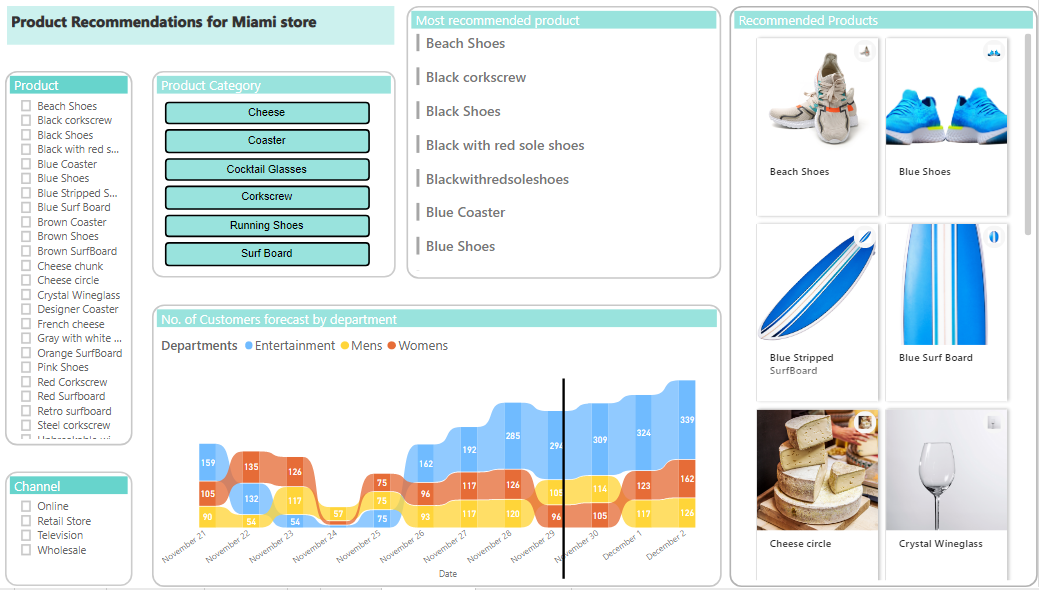 Product Recommendations for Miami store
Product
Beach Shoes
Black corkscrew
Black Shoes
Black with red s...
Blue Coaster
Blue Shoes
Blue Stripped S...
Blue Surf Board
Brown Coaster
Brown Shoes
Brown SurfBoard
Cheese chunk
Cheese circle
Crystal Wineglass
Designer Coaster
French cheese
Gray with white ...
Orange SurfBoard
Pink Shoes
Red Corkscrew
Red Surfboard
Retro surfboard
Steel corkscrew
Channel
Online
Retail Store
Television
Wholesale
Product Category
Cheese
Coaster
Cocktail Glasses
Corkscrew
Running Shoes
Surf Board
Most recommended product
Beach Shoes
Black corkscrew
Black Shoes
Black with red sole shoes
Blackwithredsoleshoes
Blue Coaster
Blue Shoes
No. of Customers forecast by department
Departments Entertainment Mens Womens
159 105 90
135 132 54
126 117 54
57
75 75 75
162 96 93
192 117 117
285 126 120
294 105 96
309 114 105
324 123 117
339 162 126
November 21 November 22 November 23 November 24 November 25 November 26 November 27 November 28 November 29 November 30 December 1 December 2
Date
Recommended Products
Beach Shoes
Blue Shoes
Blue Stripped
SurfBoard
Blue Surf Board
Cheese circle
Crystal Wineglass